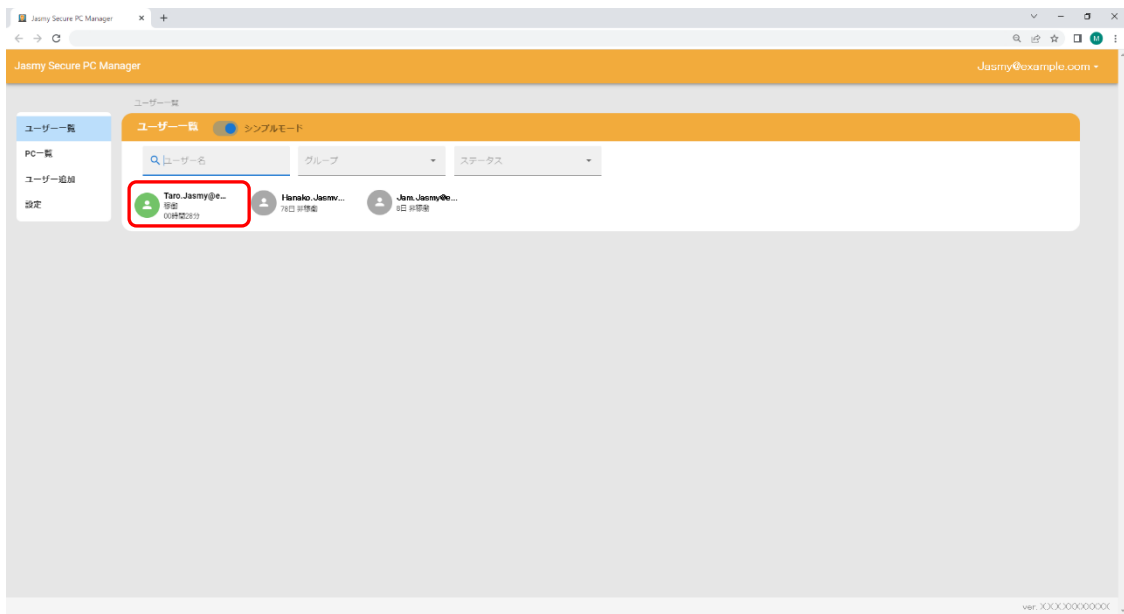 Jasmy Secure PC Manager
M
Jasmy Secure PC Manager
Jasmy@example.com
ユーザー一覧
ユーザー一覧
PC一覧
ユーザー追加
設定
ユーザー一覧 シンプルモード
ユーザー名 グループ ステータス
Taro.Jasmy@e...
稼働
00時間28分
Hanako.Jasmy...
78日 非稼働
Jam.Jasmy@e...
8日 非稼働